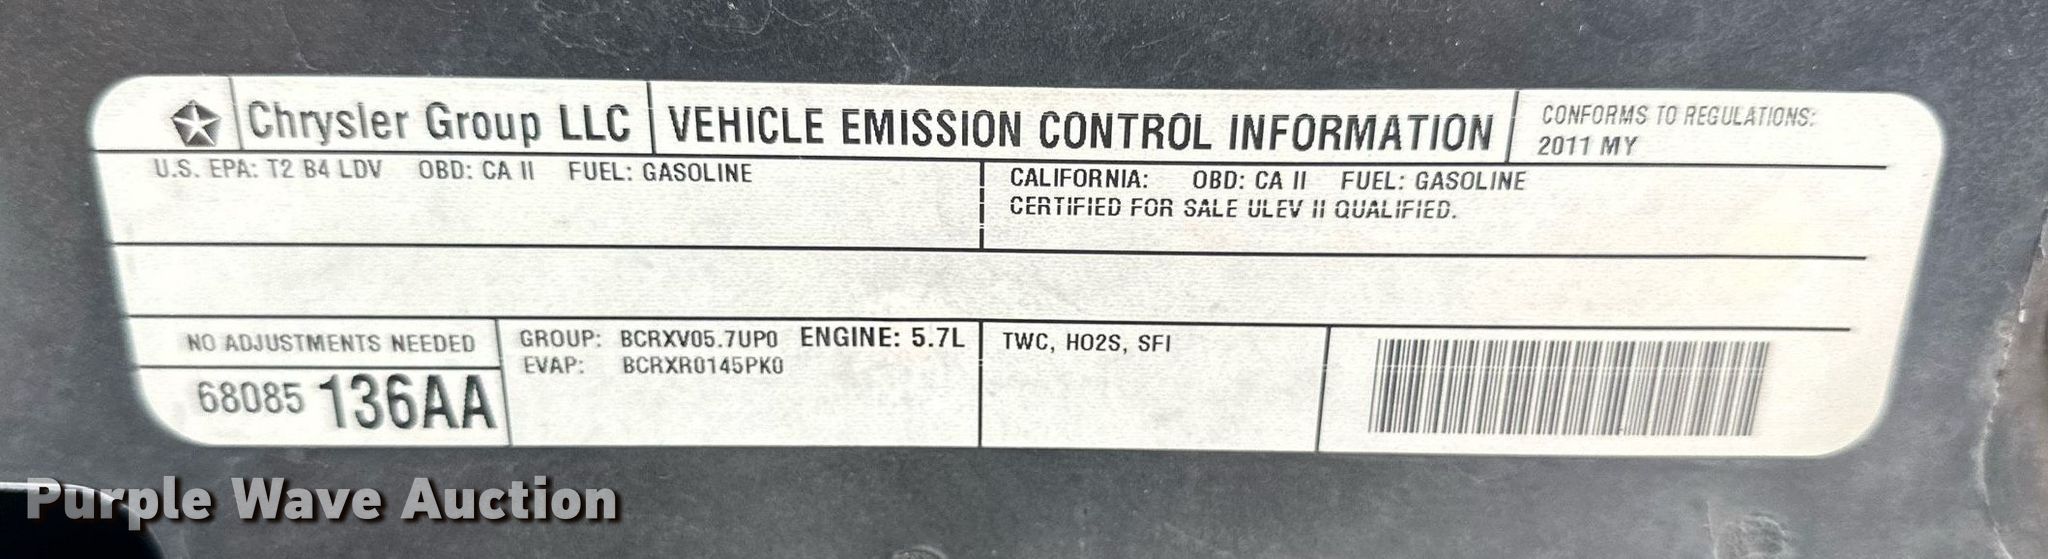 Chrysler Group LLC
VEHICLE EMISSION CONTROL INFORMATION
CONFORMS TO REGULATIONS:
2011 MY
U.S. EPA: T2 B4 LDV OBD: CA II FUEL: GASOLINE
CALIFORNIA: OBD: CA II FUEL: GASOLINE
CERTIFIED FOR SALE ULEV II QUALIFIED.
NO ADJUSTMENTS NEEDED
68085 136AA
GROUP: BCRXV05.7UP0 ENGINE: 5.7L
EVAP: BCRXR0145PK0
TWC, HO2S, SFI
Purple Wave Auction